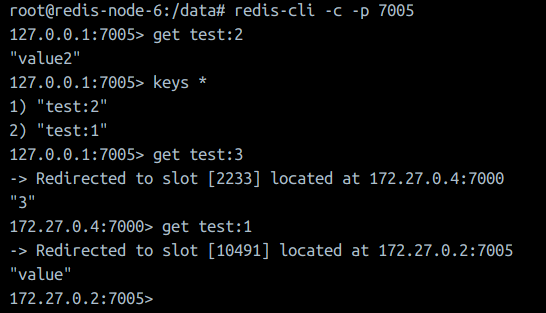 root@redis-node-6:/data# redis-cli -c -p 7005
127.0.0.1:7005> get test:2
"value2"
127.0.0.1:7005> keys *
1) "test:2"
2) "test:1"
127.0.0.1:7005> get test:3
-> Redirected to slot [2233] located at 172.27.0.4:7000
"3"
172.27.0.4:7000> get test:1
-> Redirected to slot [10491] located at 172.27.0.2:7005
"value"
172.27.0.2:7005>